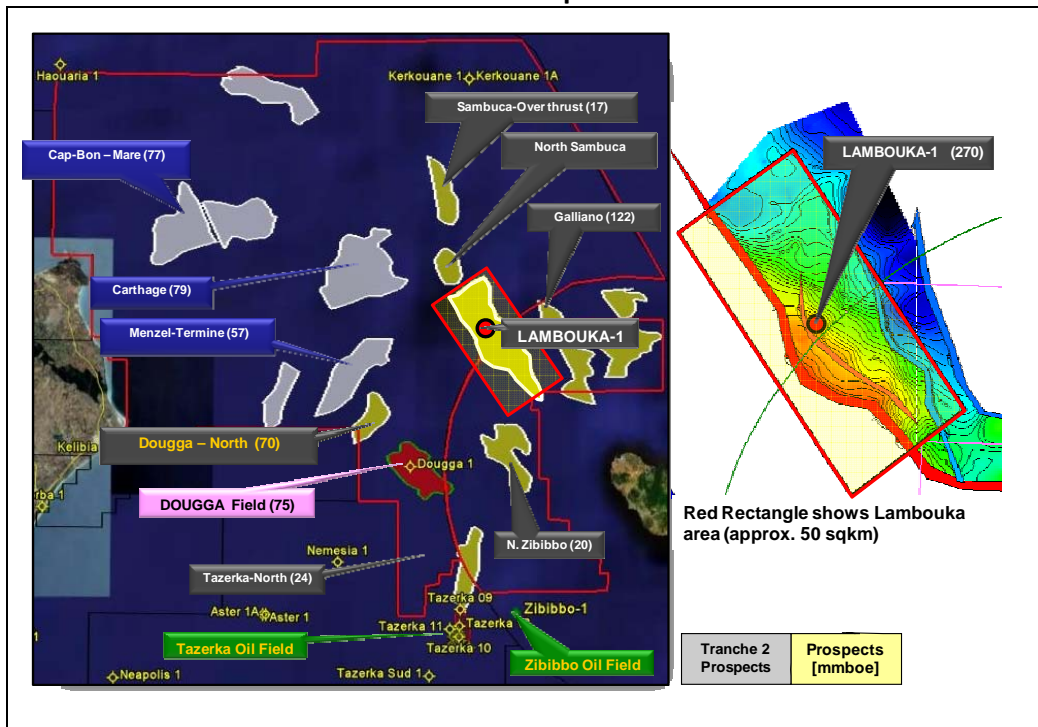 Haouaria 1
Kerkouane 1
Kerkouane 1A
Sambuca-Over thrust (17)
North Sambuca
LAMBOUKA-1 (270)
Cap-Bon – Mare (77)
Galliano (122)
Carthage (79)
LAMBOUKA-1
Menzel-Termine (57)
Dougga – North (70)
Kelibia
Dougga 1
DOUGGA Field (75)
rba 1
Red Rectangle shows Lambouka
area (approx. 50 sqkm)
N. Zibibbo (20)
Nemesia 1
Tazerka-North (24)
Tazerka 09
Aster 1A
Aster 1
Zibibbo-1
Tazerka 11
Tazerka
Tazerka 10
Tazerka Oil Field
Zibibbo Oil Field
Tranche 2
Prospects
Prospects
[mmboe]
Neapolis 1
Tazerka Sud 1